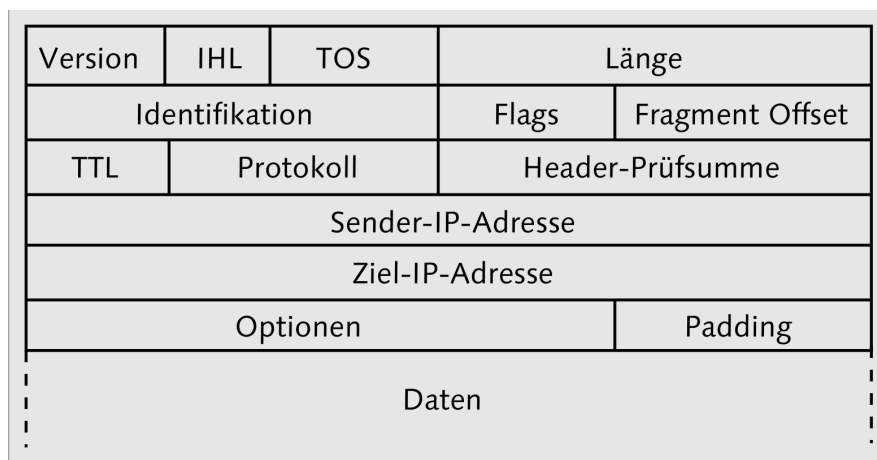 Version IHL TOS Länge
Identifikation Flags Fragment Offset
TTL Protokoll Header-Prüfsumme
Sender-IP-Adresse
Ziel-IP-Adresse
Optionen Padding
Daten